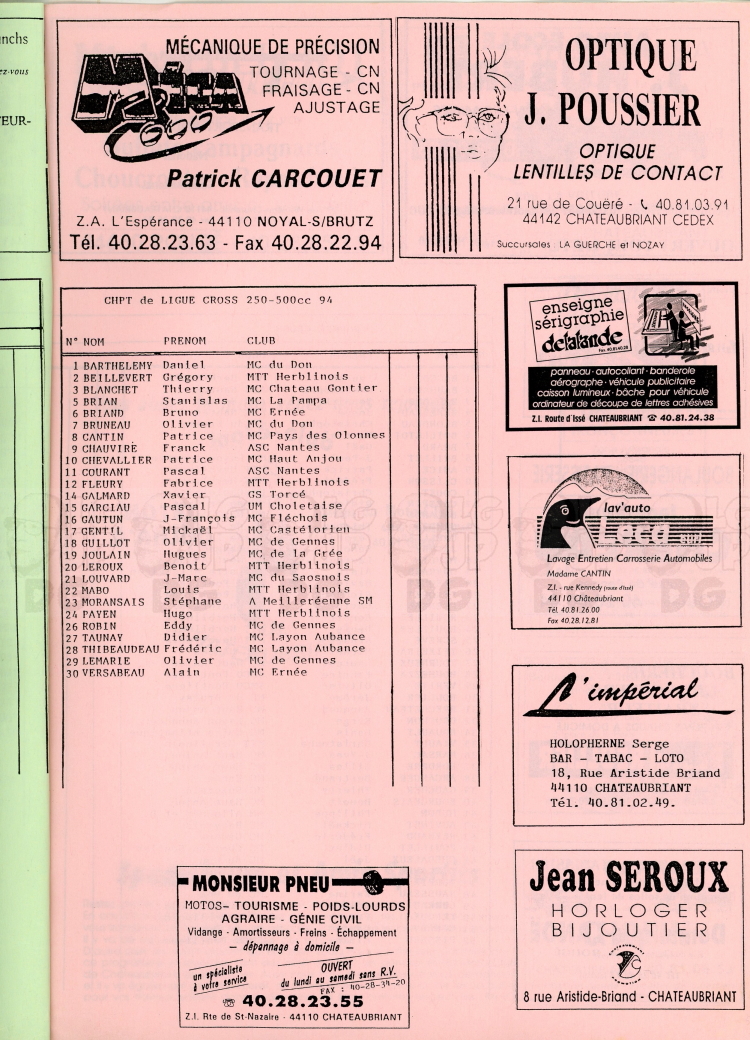 nchs
ez-vous
TEUR-
MÉCANIQUE DE PRÉCISION
TOURNAGE - CN
FRAISAGE - CN
AJUSTAGE
Patrick CARCOUET
Z.A. L'Espérance - 44110 NOYAL-S/BRUTZ
Tél. 40.28.23.63 - Fax 40.28.22.94
OPTIQUE
J. POUSSIER
OPTIQUE
LENTILLES DE CONTACT
21 rue de Couëré - 40.81.03.91
44142 CHATEAUBRIANT CEDEX
Succursales : LA GUERCHE et NOZAY
CHPT de LIGUE CROSS 250-500cc 94
N° NOM PRENOM CLUB
1 BARTHELEMY Daniel MC du Don
2 BEILLEVERT Grégory MTT Herblinois
3 BLANCHET Thierry MC Chateau Gontier
5 BRIAN Stanislas MC La Pampa
6 BRIAND Bruno MC Ernée
7 BRUNEAU Olivier MC du Don
8 CANTIN Patrice MC Pays des Olonnes
9 CHAUVIRE Franck ASC Nantes
10 CHEVALLIER Patrice MC Haut Anjou
11 COURANT Pascal ASC Nantes
12 FLEURY Fabrice MTT Herblinois
14 GALMARD Xavier GS Torcé
15 GARCIAU Pascal UM Choletaise
16 GAUTUN J-François MC Fléchois
17 GENTIL Mickaël MC Castélorien
18 GUILLOT Olivier MC de Gennes
19 JOULAIN Hugues MC de la Grée
20 LEROUX Benoit MTT Herblinois
21 LOUVARD J-Marc MC du Saosnois
22 MABO Louis MTT Herblinois
23 MORANSAIS Stéphane A Meilleréenne SM
24 PAYEN Hugo MTT Herblinois
26 ROBIN Eddy MC de Gennes
27 TAUNAY Didier MC Layon Aubance
28 THIBEAUDEAU Frédéric MC Layon Aubance
29 LEMARIE Olivier MC de Gennes
30 VERSABEAU Alain MC Ernée
enseigne
sérigraphie
delalande
Fax 40.81.40.28
panneau · autocollant · banderole
aérographe · véhicule publicitaire
caisson lumineux · bâche pour véhicule
ordinateur de découpe de lettres adhésives
Z.I. Route d'Issé CHATEAUBRIANT ☎ 40.81.24.38
lav'auto
Leca
Lavage Entretien Carrosserie Automobiles
Madame CANTIN
Z.I. - rue Kennedy (route d'Issé)
44110 Châteaubriant
Tél. 40.81.26.00
Fax 40.28.12.81
L'impérial
HOLOPHERNE Serge
BAR - TABAC - LOTO
18, Rue Aristide Briand
44110 CHATEAUBRIANT
Tél. 40.81.02.49.
MONSIEUR PNEU
MOTOS- TOURISME - POIDS-LOURDS
AGRAIRE - GÉNIE CIVIL
Vidange - Amortisseurs - Freins - Échappement
- dépannage à domicile -
un spécialiste
à votre service
OUVERT
du lundi au samedi sans R.V.
FAX : 40-28-34-20
☎ 40.28.23.55
Z.I. Rte de St-Nazaire - 44110 CHATEAUBRIANT
Jean SEROUX
HORLOGER
BIJOUTIER
8 rue Aristide-Briand - CHATEAUBRIANT